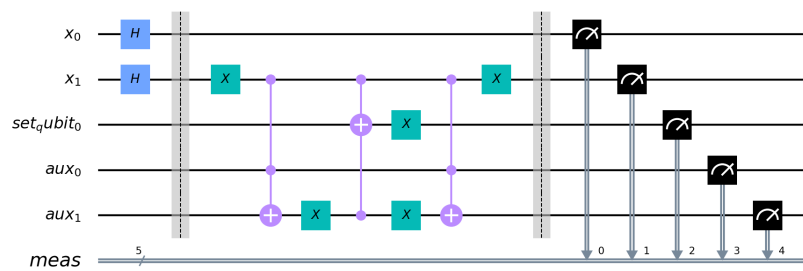 x0 H
x1 H X X
set_qubit0 X
aux0
aux1 X X
meas 5 0 1 2 3 4